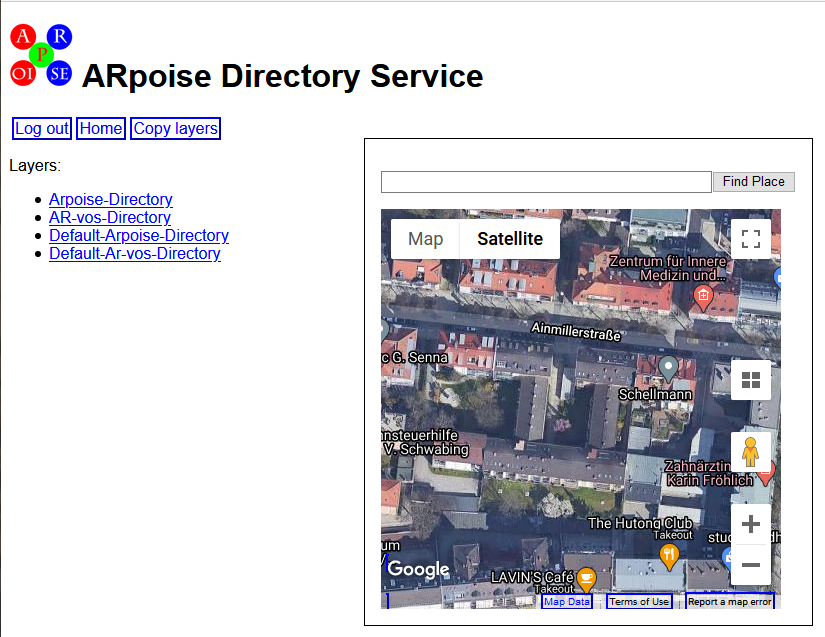 A R
P
OI SE
ARpoise Directory Service
Log out Home Copy layers
Layers:
Arpoise-Directory
AR-vos-Directory
Default-Arpoise-Directory
Default-Ar-vos-Directory
Find Place
Map Satellite
Zentrum für Innere
Medizin und...
Ainmillerstraße
c G. Senna
Schellmann
hnsteuerhilfe
V. Schwabing
Zahnärztin
Karin Fröhlich
The Hutong Club
Takeout
um
Google
LAVIN'S Café
Takeout
Map Data Terms of Use Report a map error